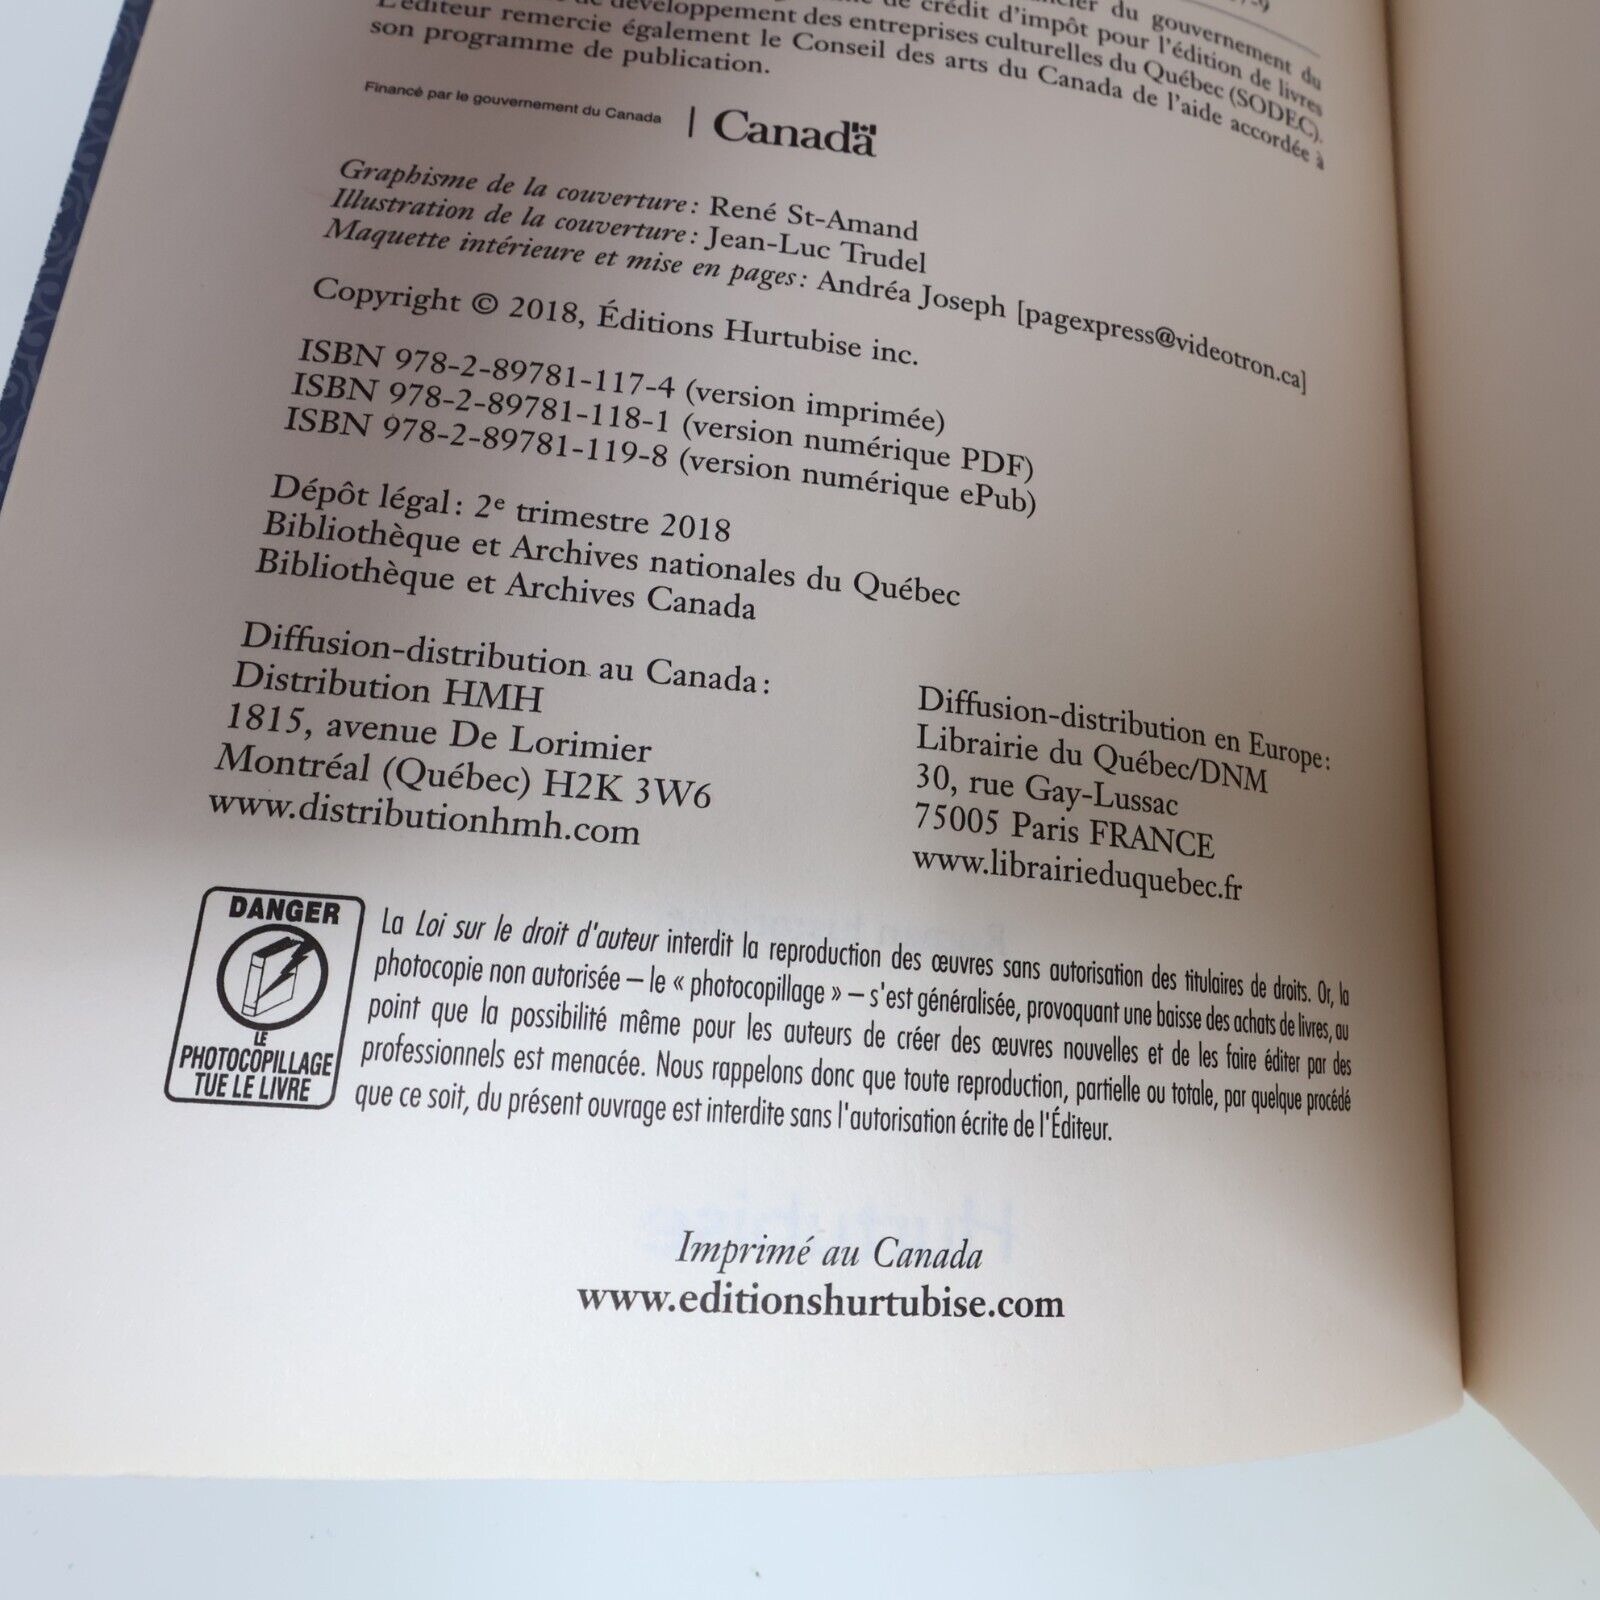 7-9
du gouvernement du
crédit d'impôt pour l'édition de livres
de développement des entreprises culturelles du Québec (SODEC).
L'éditeur remercie également le Conseil des arts du Canada de l'aide accordée à
son programme de publication.
Financé par le gouvernement du Canada | Canada
Graphisme de la couverture : René St-Amand
Illustration de la couverture : Jean-Luc Trudel
Maquette intérieure et mise en pages : Andréa Joseph [pagexpress@videotron.ca]
Copyright © 2018, Éditions Hurtubise inc.
ISBN 978-2-89781-117-4 (version imprimée)
ISBN 978-2-89781-118-1 (version numérique PDF)
ISBN 978-2-89781-119-8 (version numérique ePub)
Dépôt légal : 2e trimestre 2018
Bibliothèque et Archives nationales du Québec
Bibliothèque et Archives Canada
Diffusion-distribution au Canada :
Distribution HMH
1815, avenue De Lorimier
Montréal (Québec) H2K 3W6
www.distributionhmh.com
Diffusion-distribution en Europe :
Librairie du Québec/DNM
30, rue Gay-Lussac
75005 Paris FRANCE
www.librairieduquebec.fr
DANGER
LE
PHOTOCOPILLAGE
TUE LE LIVRE
La Loi sur le droit d'auteur interdit la reproduction des œuvres sans autorisation des titulaires de droits. Or, la
photocopie non autorisée – le « photocopillage » – s'est généralisée, provoquant une baisse des achats de livres, au
point que la possibilité même pour les auteurs de créer des œuvres nouvelles et de les faire éditer par des
professionnels est menacée. Nous rappelons donc que toute reproduction, partielle ou totale, par quelque procédé
que ce soit, du présent ouvrage est interdite sans l'autorisation écrite de l'Éditeur.
Imprimé au Canada
www.editionshurtubise.com